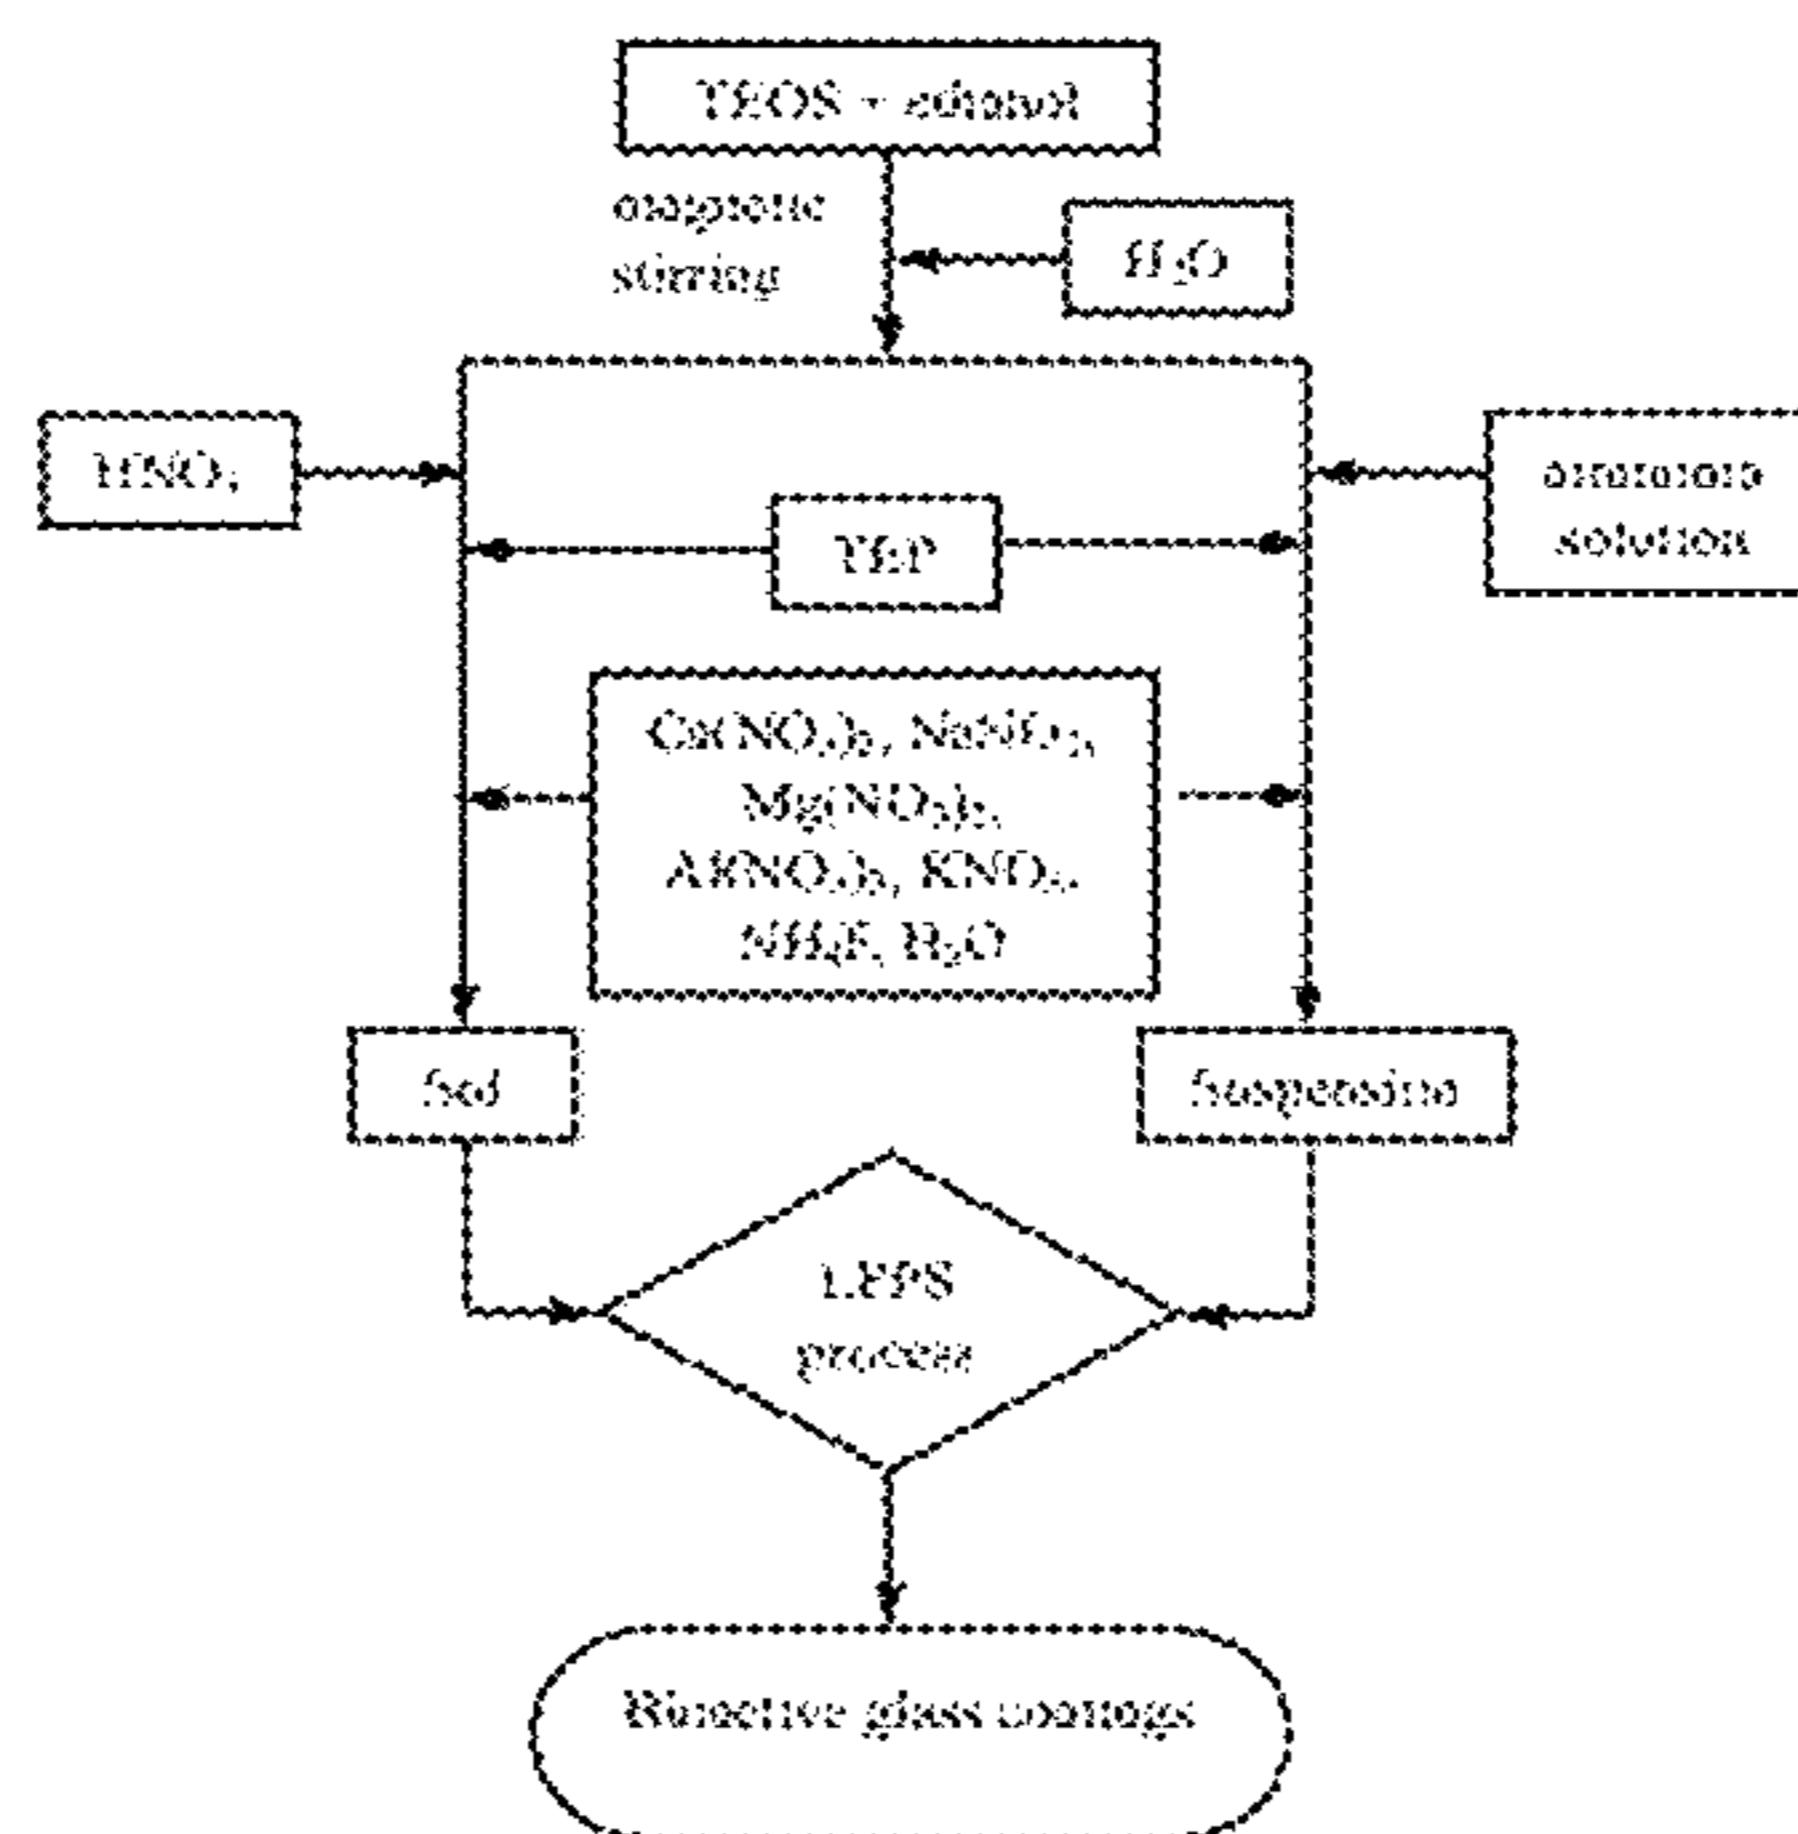 TEOS + ethanol
magnetic
stirring
H₂O
HNO₃
ammonia
solution
TEP
Ca(NO₃)₂, NaNO₃,
Mg(NO₃)₂,
Al(NO₃)₃, KNO₃,
NH₄F, H₂O
Sol
Suspension
process
Bioactive glass coatings